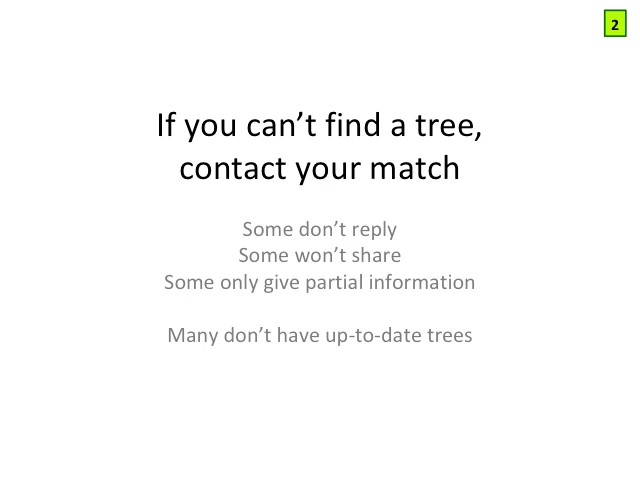 2
If you can’t find a tree,
contact your match
Some don’t reply
Some won’t share
Some only give partial information
Many don’t have up-to-date trees